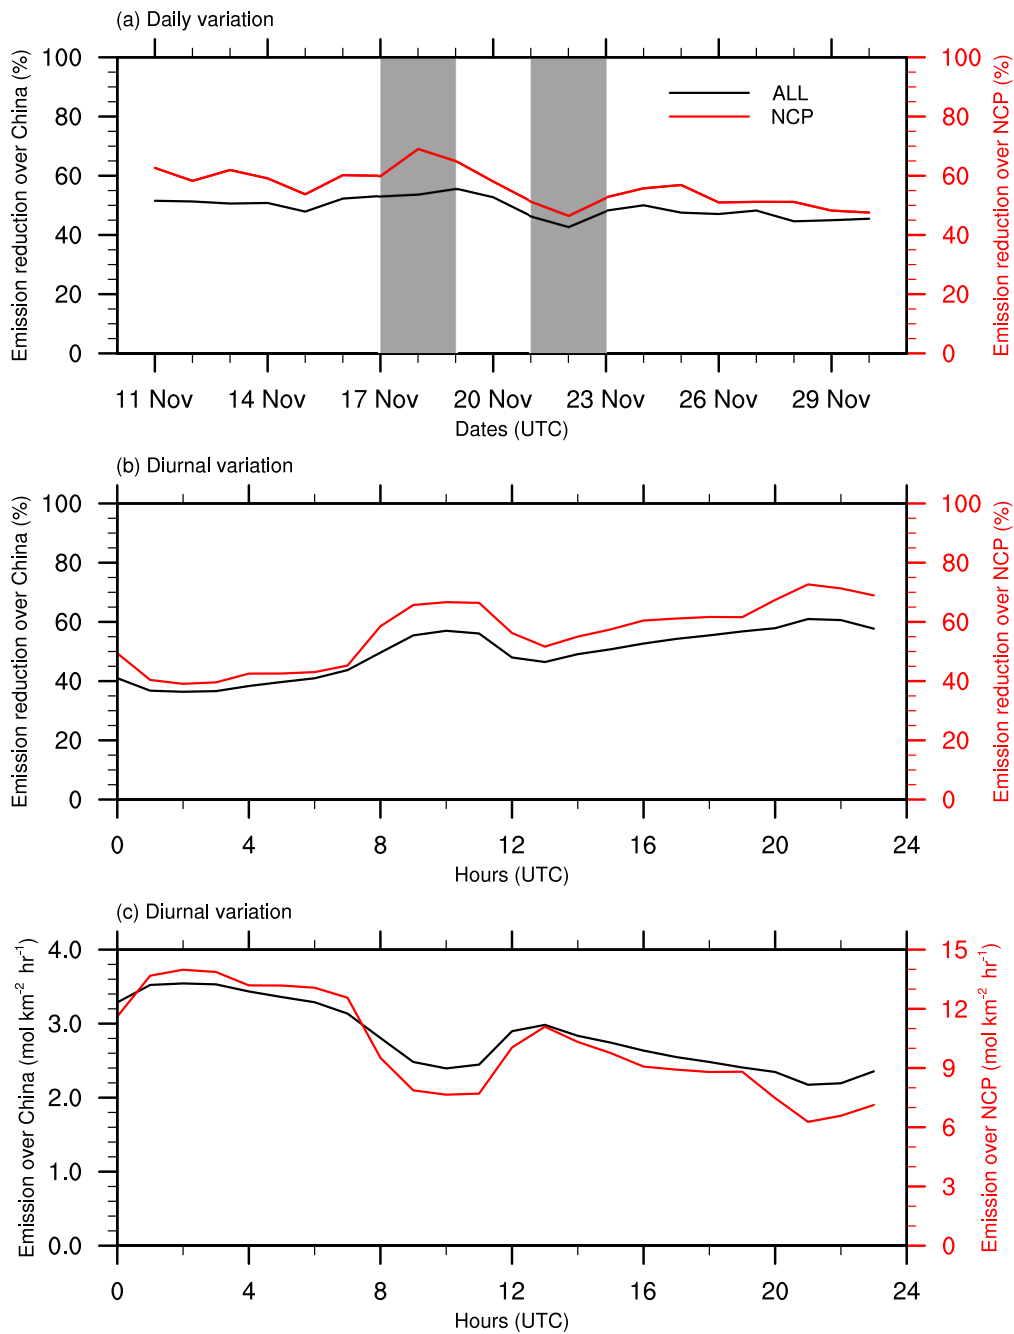 (a) Daily variation
Emission reduction over China (%)
100
80
60
40
20
0
ALL
NCP
100
80
60
40
20
0
Emission reduction over NCP (%)
11 Nov 14 Nov 17 Nov 20 Nov 23 Nov 26 Nov 29 Nov
Dates (UTC)
(b) Diurnal variation
Emission reduction over China (%)
100
80
60
40
20
0
100
80
60
40
20
0
Emission reduction over NCP (%)
0 4 8 12 16 20 24
Hours (UTC)
(c) Diurnal variation
Emission over China (mol km⁻² hr⁻¹)
4.0
3.0
2.0
1.0
0.0
15
12
9
6
3
0
Emission over NCP (mol km⁻² hr⁻¹)
0 4 8 12 16 20 24
Hours (UTC)